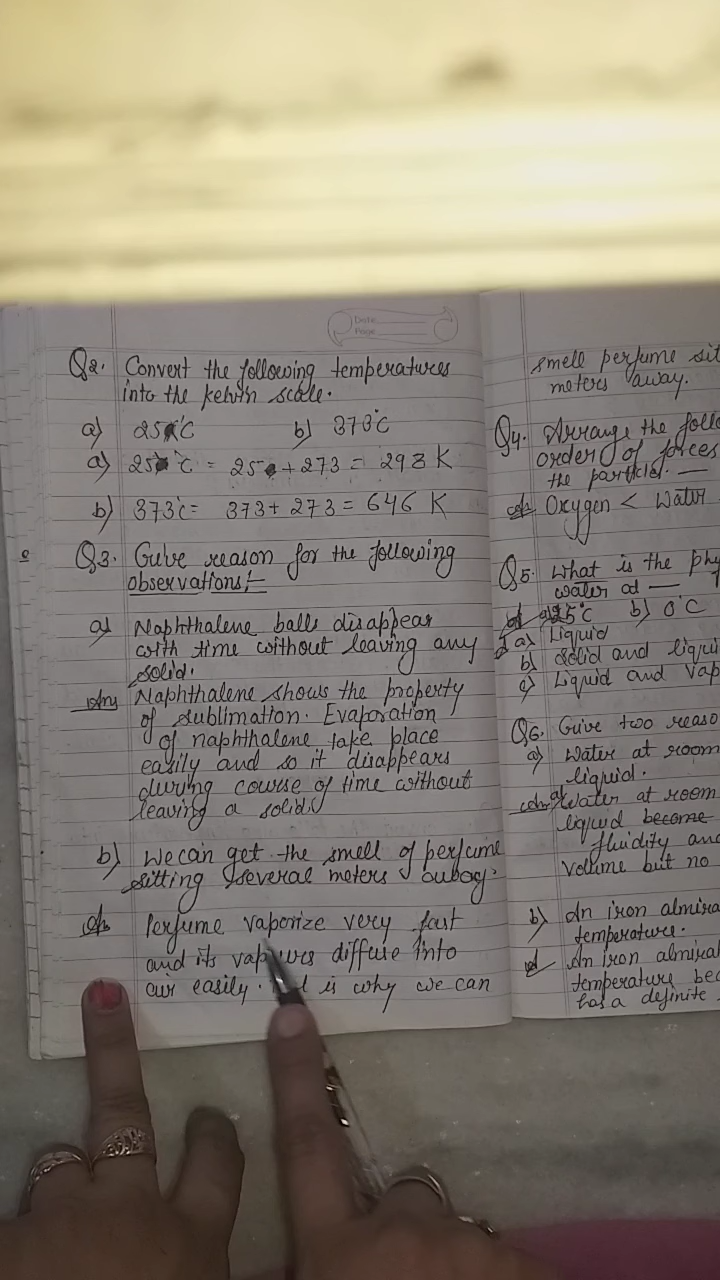 Date
Page
Q2. Convert the following temperatures
into the kelvin scale.
a) 25°C b) 373°C
a) 25°C = 25 + 273 = 298 K
b) 373°C = 373 + 273 = 646 K
Q3. Give reason for the following
observations:-
a) Naphthalene balls disappear
with time without leaving any
solid.
Ans Naphthalene shows the property
of sublimation. Evaporation
of naphthalene take place
easily and so it disappears
during course of time without
leaving a solid.
b) We can get the smell of perfume
sitting several meters away.
Perfume vaporize very fast
and its vapours diffuse into
air easily. is why we can
smell perfume sit
meters away.
Q4. Arrange the follo
order of forces
the particles. —
Oxygen < Water
Q5. What is the phy
water at —
25°C b) 0°C
a) Liquid
b) Solid and liqui
c) Liquid and vap
Q6. Give two reaso
a) Water at room
liquid.
a) Water at room
liquid become
fluidity and
volume but no
b) An iron almira
temperature.
An iron almirah
temperature bec
has a definite